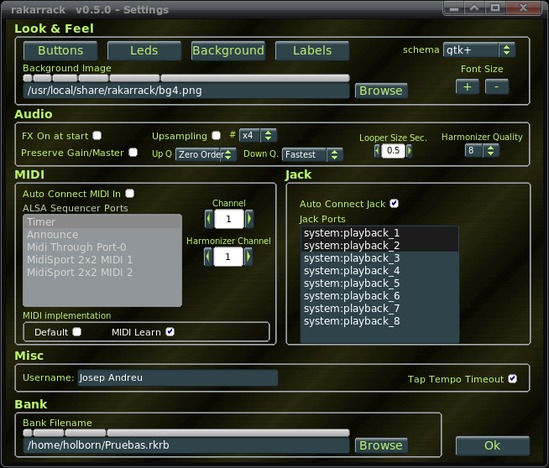 rakarrack v0.5.0 - Settings
Look & Feel
Buttons Leds Background Labels schema gtk+
Background Image Font Size
/usr/local/share/rakarrack/bg4.png Browse + -
Audio
FX On at start Upsampling # x4 Looper Size Sec. Harmonizer Quality
Preserve Gain/Master Up Q Zero Order Down Q. Fastest 0.5 8
MIDI
Auto Connect MIDI In
ALSA Sequencer Ports
Timer
Announce
Midi Through Port-0
MidiSport 2x2 MIDI 1
MidiSport 2x2 MIDI 2
Channel
1
Harmonizer Channel
1
MIDI implementation
Default MIDI Learn
Jack
Auto Connect Jack
Jack Ports
system:playback_1
system:playback_2
system:playback_3
system:playback_4
system:playback_5
system:playback_6
system:playback_7
system:playback_8
Misc
Username: Josep Andreu Tap Tempo Timeout
Bank
Bank Filename
/home/holborn/Pruebas.rkrb Browse Ok